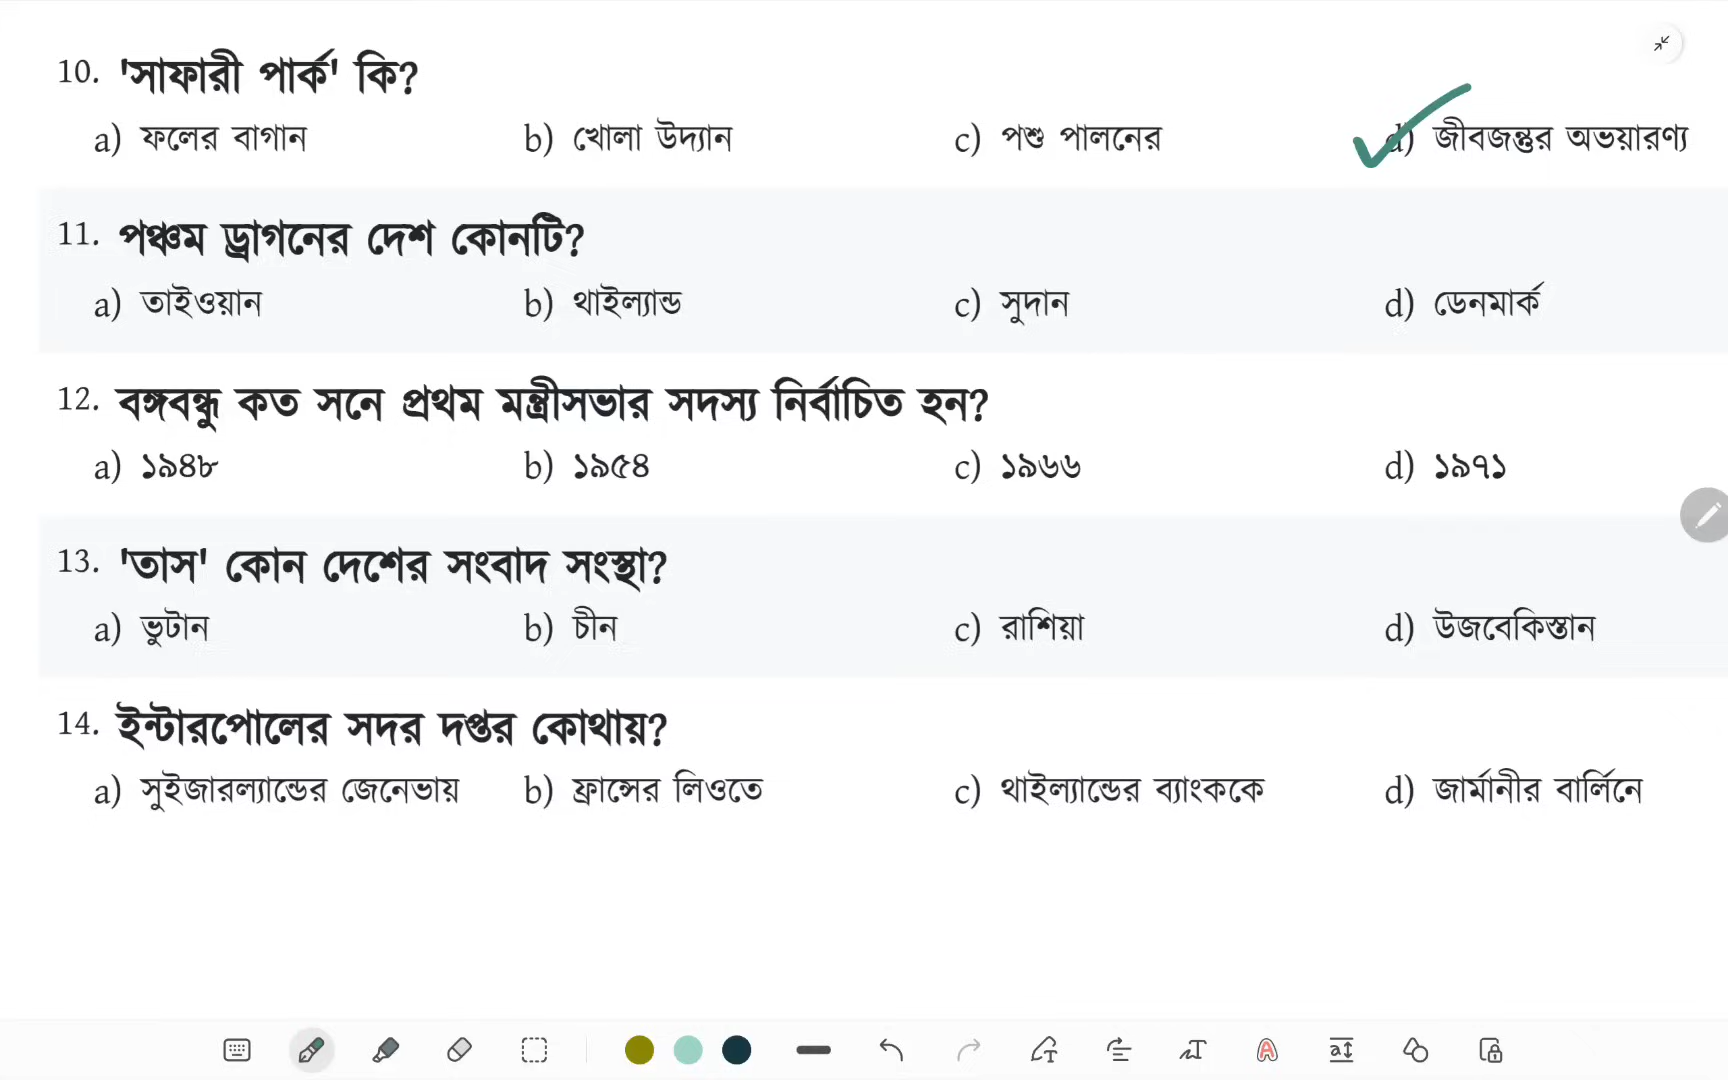 10. 'সাফারী পার্ক' কি?
a) ফলের বাগান b) খোলা উদ্যান c) পশু পালনের d) জীবজন্তুর অভয়ারণ্য
11. পঞ্চম ড্রাগনের দেশ কোনটি?
a) তাইওয়ান b) থাইল্যান্ড c) সুদান d) ডেনমার্ক
12. বঙ্গবন্ধু কত সনে প্রথম মন্ত্রীসভার সদস্য নির্বাচিত হন?
a) ১৯৪৮ b) ১৯৫৪ c) ১৯৬৬ d) ১৯৭১
13. 'তাস' কোন দেশের সংবাদ সংস্থা?
a) ভুটান b) চীন c) রাশিয়া d) উজবেকিস্তান
14. ইন্টারপোলের সদর দপ্তর কোথায়?
a) সুইজারল্যান্ডের জেনেভায় b) ফ্রান্সের লিওতে c) থাইল্যান্ডের ব্যাংককে d) জার্মানীর বার্লিনে